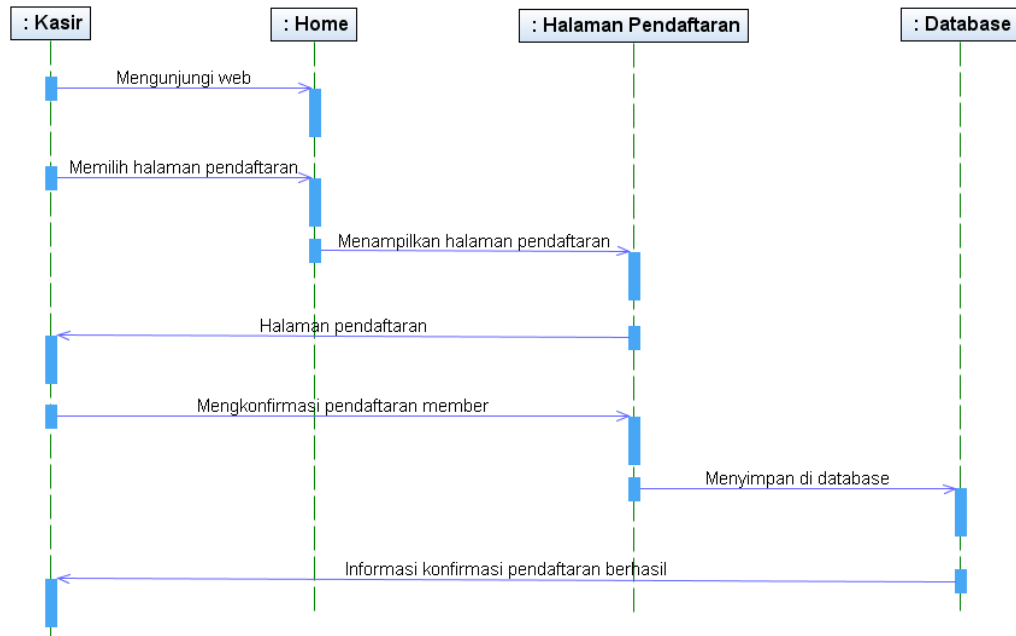 : Kasir
: Home
: Halaman Pendaftaran
: Database
Mengunjungi web
Memilih halaman pendaftaran
Menampilkan halaman pendaftaran
Halaman pendaftaran
Mengkonfirmasi pendaftaran member
Menyimpan di database
Informasi konfirmasi pendaftaran berhasil